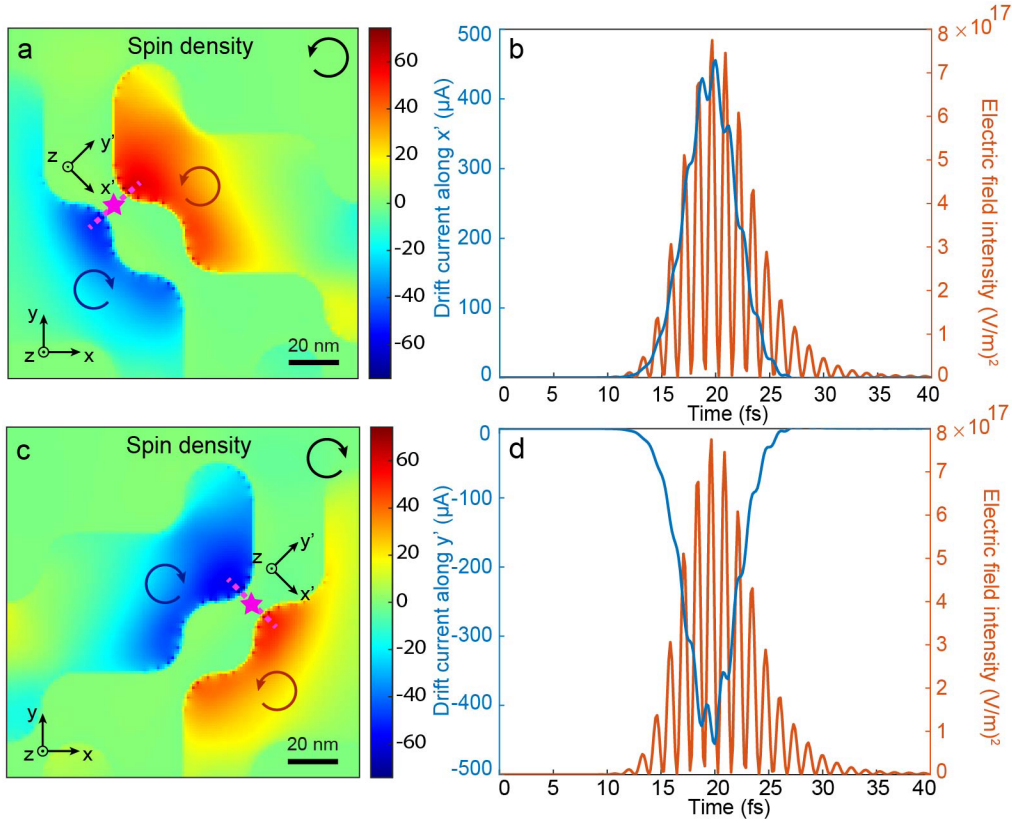 a
Spin density
60
40
20
0
-20
-40
-60
z
y'
x'
y
z
x
20 nm
b
500
400
300
200
100
0
Drift current along x' (μA)
8 ×10¹⁷
7
6
5
4
3
2
1
0
Electric field intensity (V/m)²
0 5 10 15 20 25 30 35 40
Time (fs)
c
Spin density
60
40
20
0
-20
-40
-60
z
y'
x'
y
z
x
20 nm
d
0
-100
-200
-300
-400
-500
Drift current along y' (μA)
8 ×10¹⁷
7
6
5
4
3
2
1
0
Electric field intensity (V/m)²
0 5 10 15 20 25 30 35 40
Time (fs)